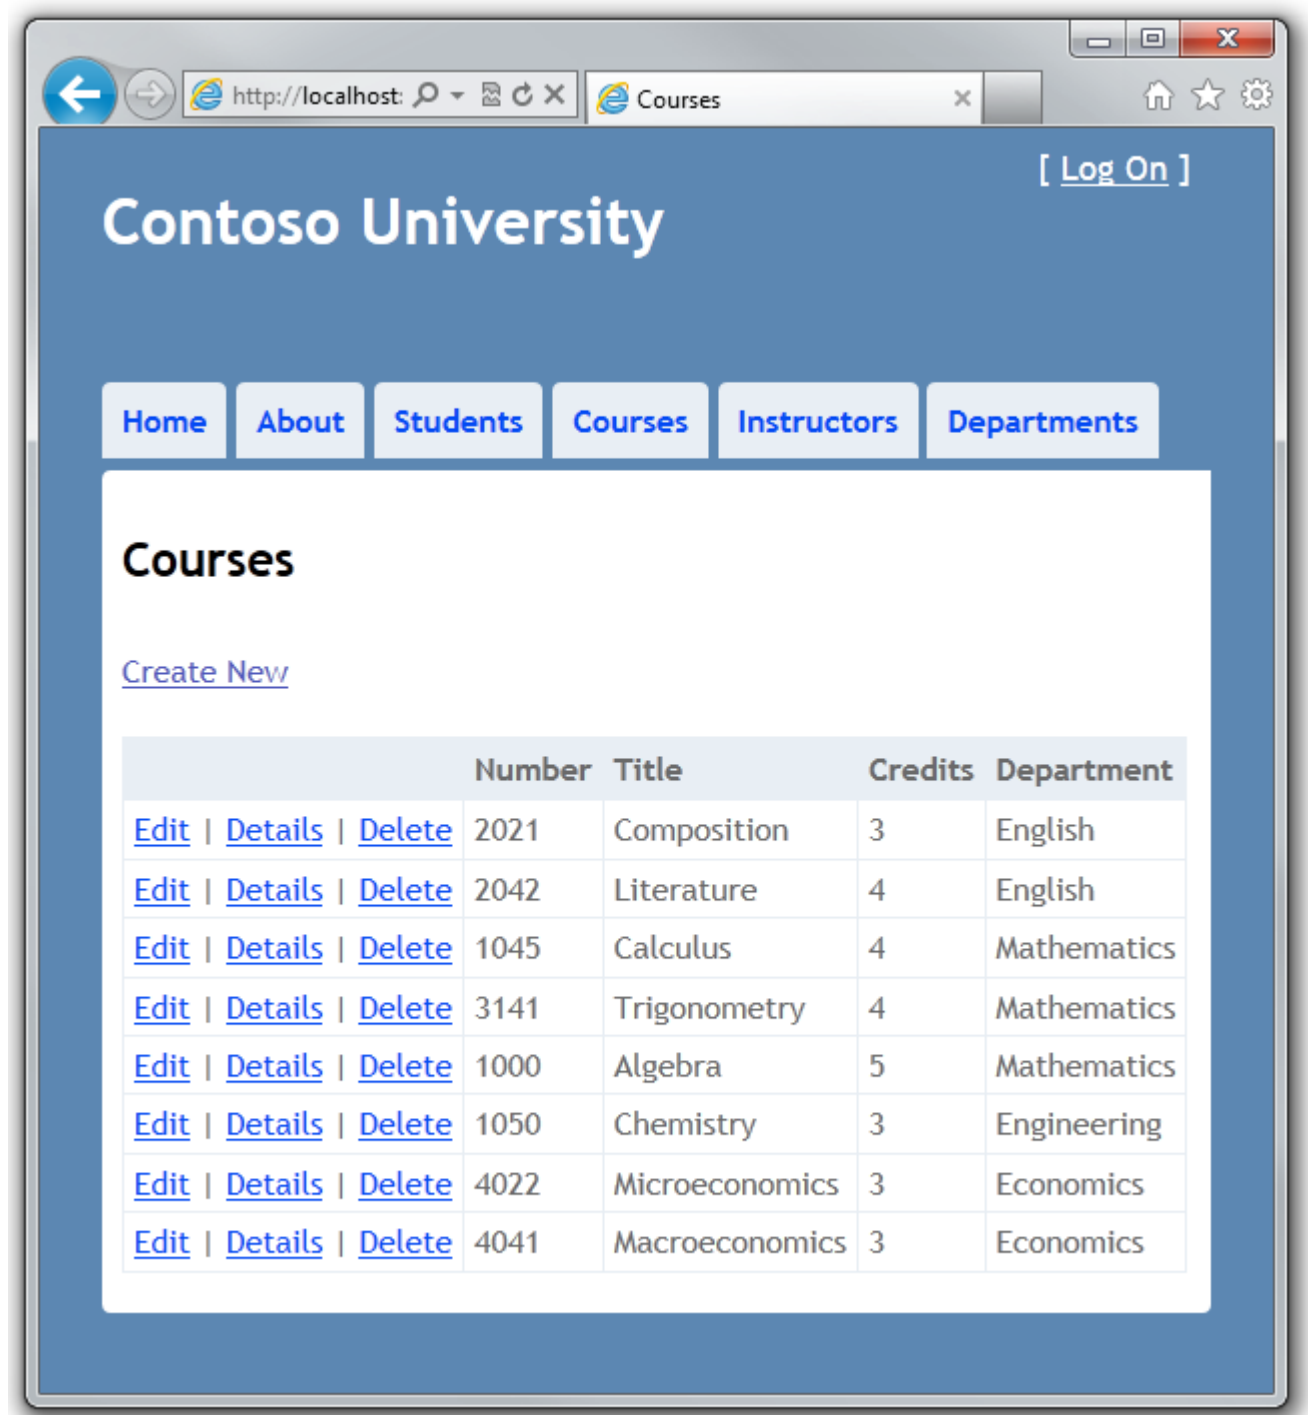 http://localhost: Courses
[ Log On ]
Contoso University
Home About Students Courses Instructors Departments
Courses
Create New
Number Title Credits Department
Edit | Details | Delete 2021 Composition 3 English
Edit | Details | Delete 2042 Literature 4 English
Edit | Details | Delete 1045 Calculus 4 Mathematics
Edit | Details | Delete 3141 Trigonometry 4 Mathematics
Edit | Details | Delete 1000 Algebra 5 Mathematics
Edit | Details | Delete 1050 Chemistry 3 Engineering
Edit | Details | Delete 4022 Microeconomics 3 Economics
Edit | Details | Delete 4041 Macroeconomics 3 Economics